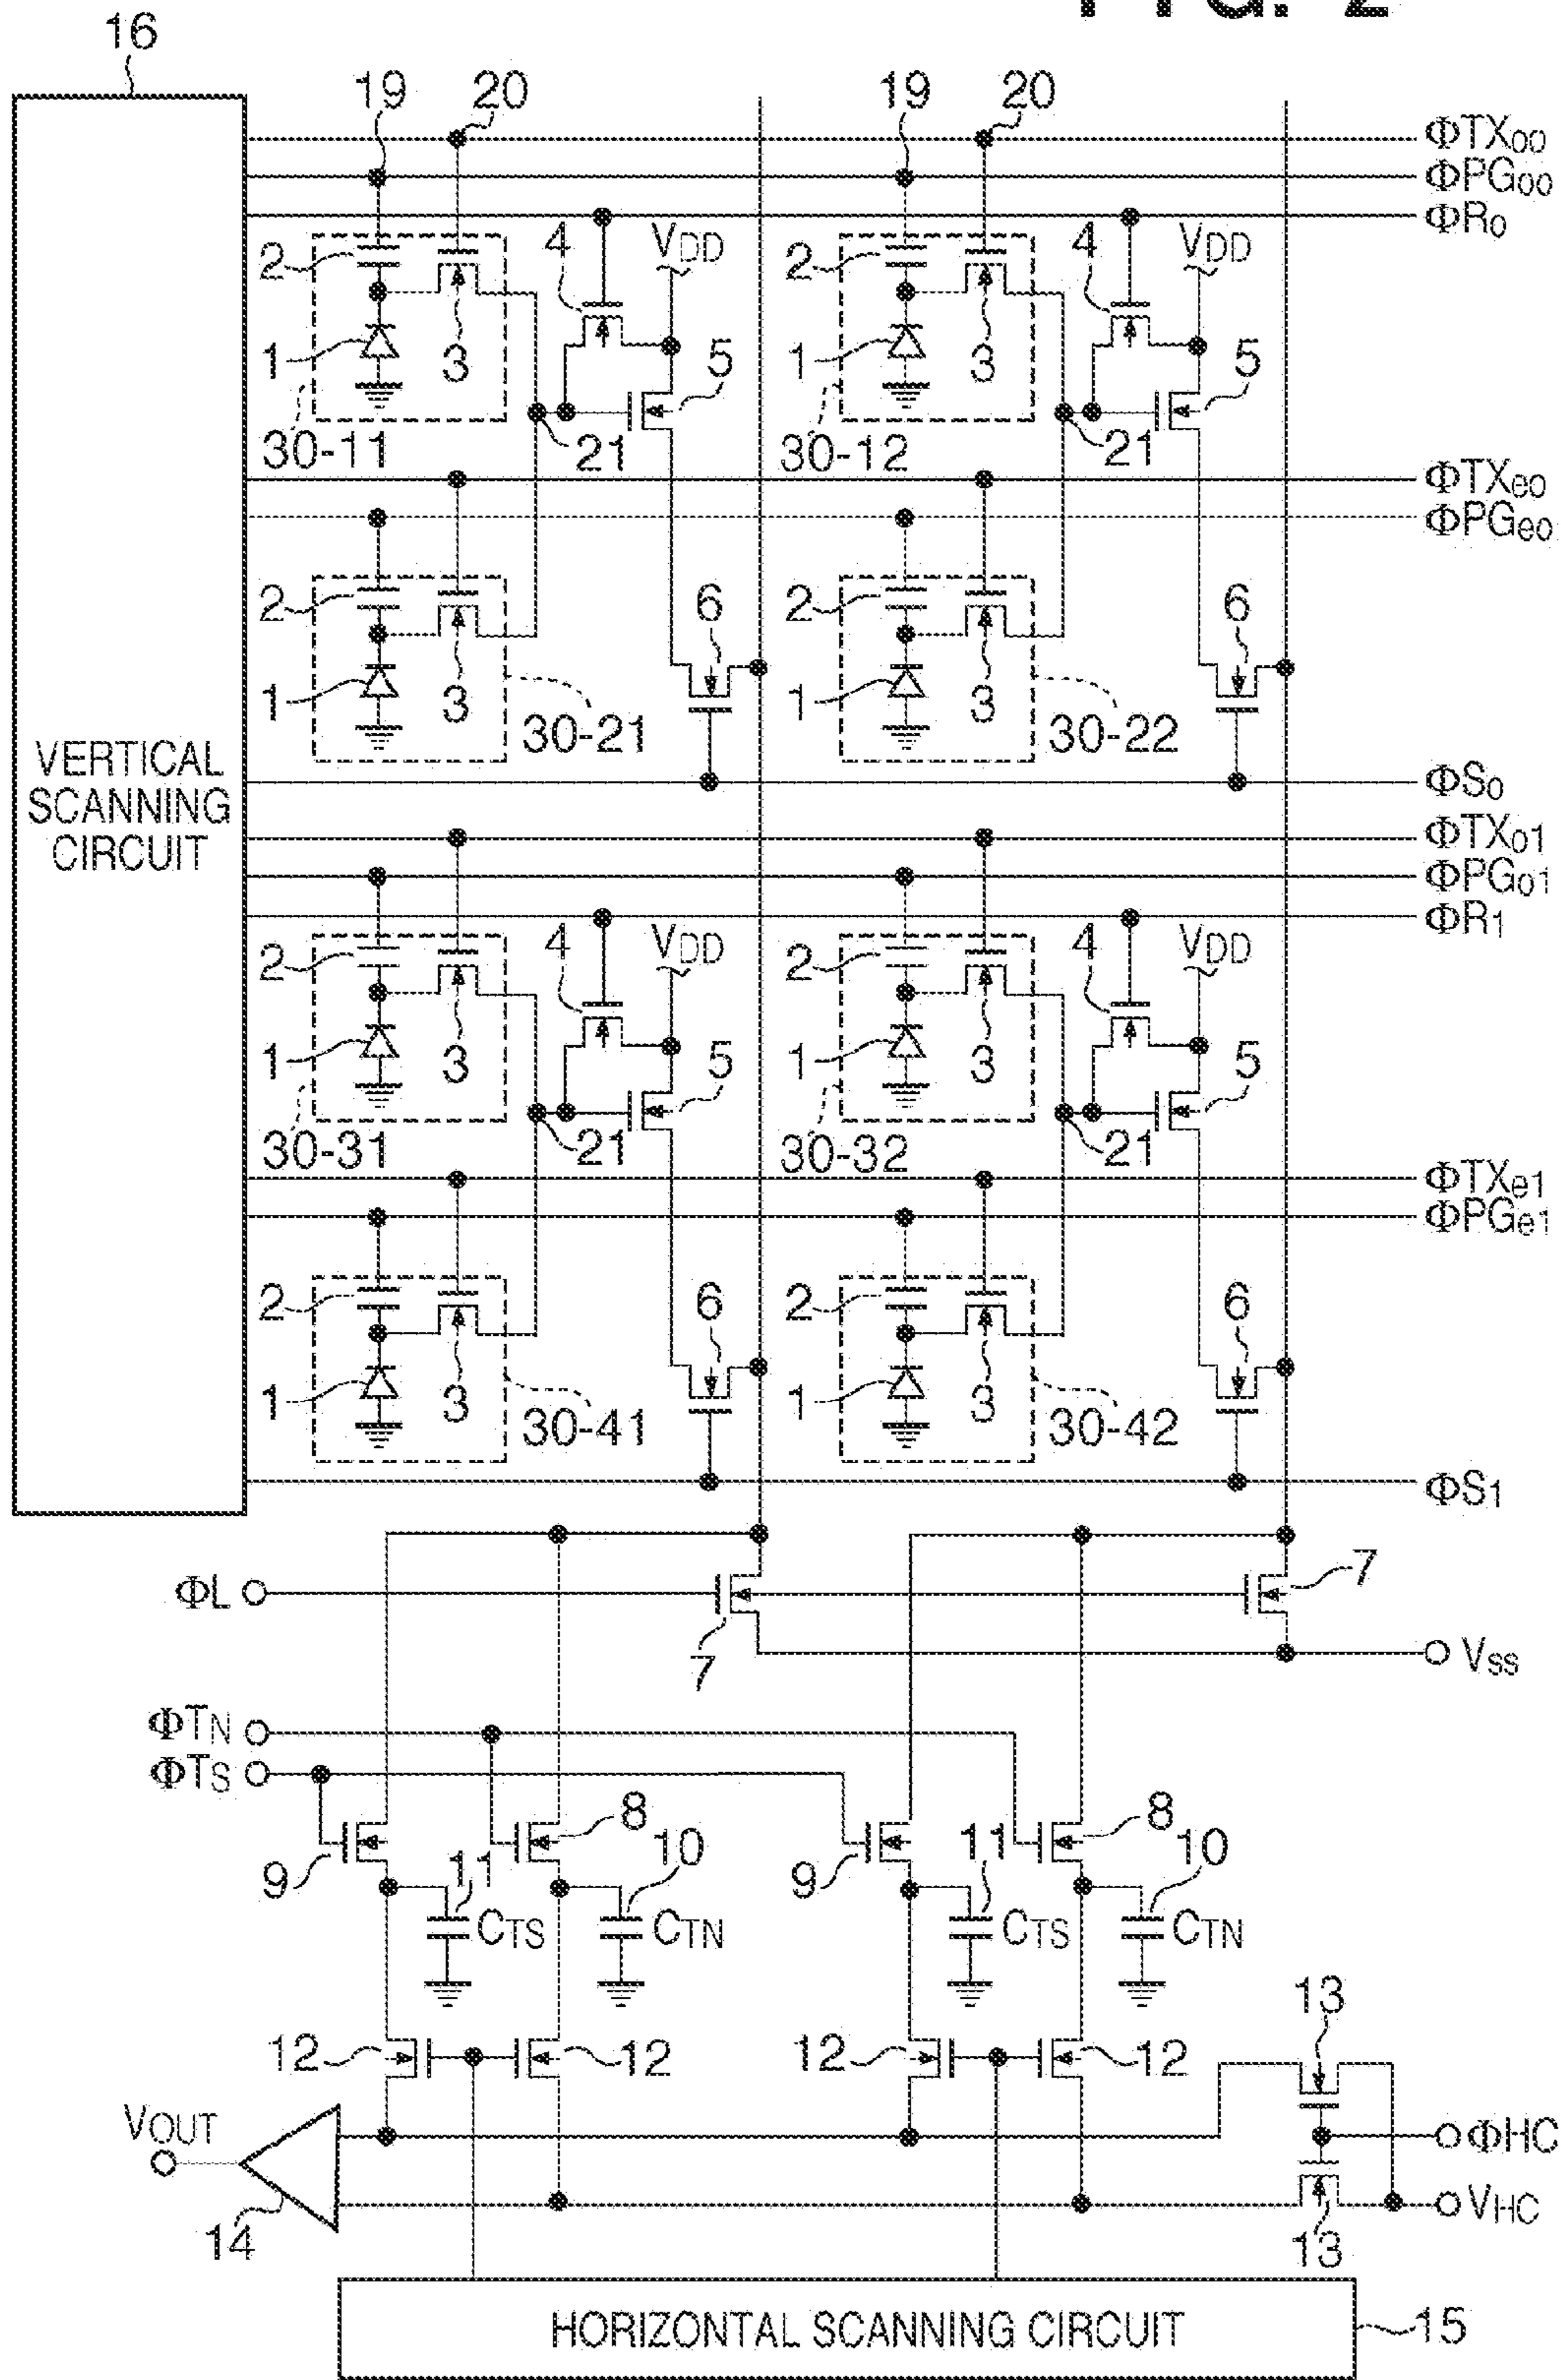 FIG. 2
16
19 20 19 20
ΦTX00
ΦPG00
ΦR0
2 4 VDD 2 4 VDD
1 3 5 1 3 5
30-11 21 30-12 21
ΦTXe0
ΦPGe0
2 6 2 6
1 3 30-21 1 3 30-22
VERTICAL
SCANNING
CIRCUIT
ΦS0
ΦTX01
ΦPG01
ΦR1
2 4 VDD 2 4 VDD
1 3 5 1 3 5
30-31 21 30-32 21
ΦTXe1
ΦPGe1
2 6 2 6
1 3 30-41 1 3 30-42
ΦS1
ΦL 7
7 VSS
ΦTN
ΦTS
9 11 8 10 9 11 8 10
CTS CTN CTS CTN
12 12 12 12 13
VOUT ΦHC
14 VHC
13
HORIZONTAL SCANNING CIRCUIT 15